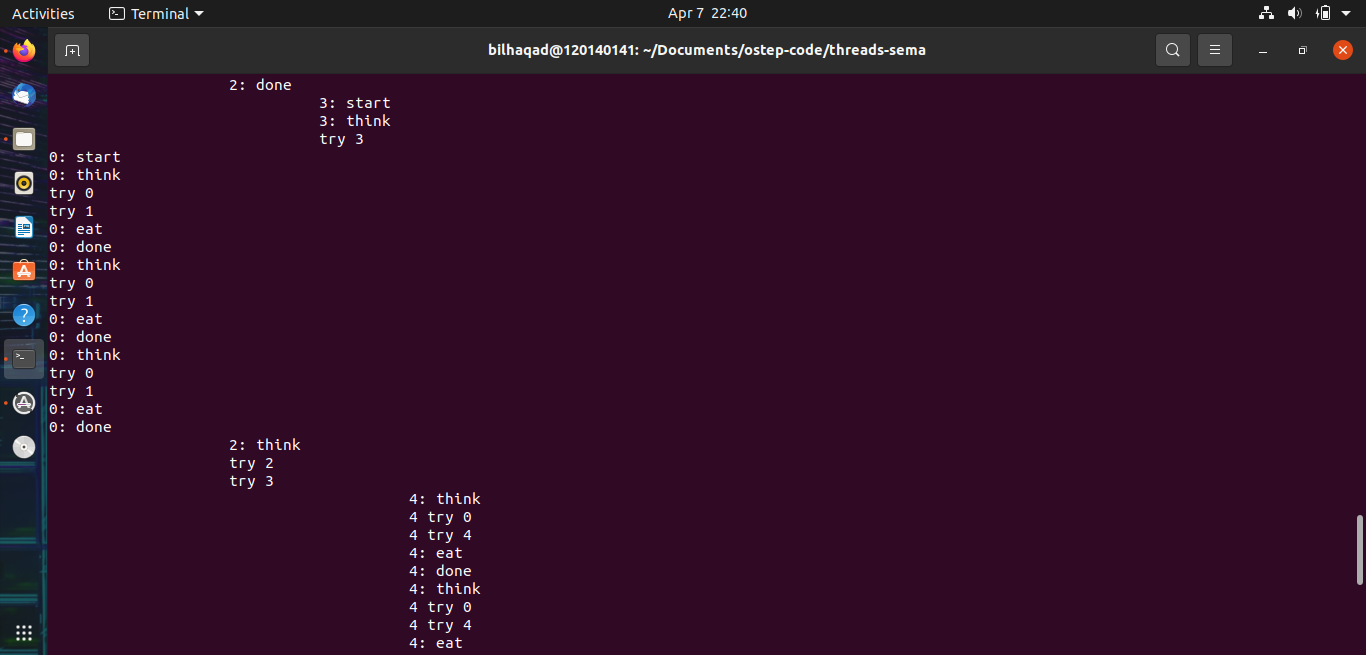 Activities
Terminal
Apr 7 22:40
bilhaqad@120140141: ~/Documents/ostep-code/threads-sema
2: done
3: start
3: think
try 3
0: start
0: think
try 0
try 1
0: eat
0: done
0: think
try 0
try 1
0: eat
0: done
0: think
try 0
try 1
0: eat
0: done
2: think
try 2
try 3
4: think
4 try 0
4 try 4
4: eat
4: done
4: think
4 try 0
4 try 4
4: eat